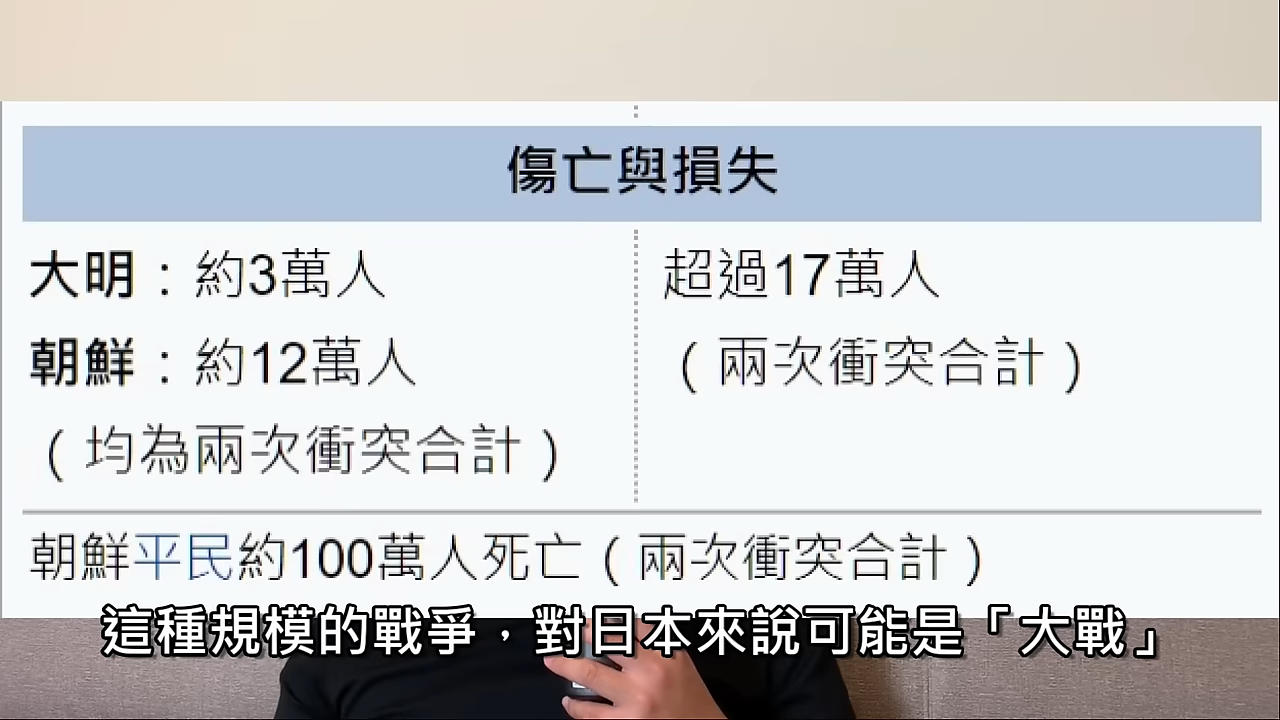 傷亡與損失
大明：約3萬人
朝鮮：約12萬人
（均為兩次衝突合計）
超過17萬人
（兩次衝突合計）
朝鮮平民約100萬人死亡（兩次衝突合計）
這種規模的戰爭，對日本來說可能是「大戰」